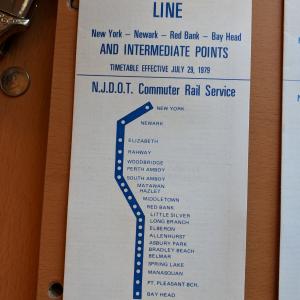 LINE
New York – Newark – Red Bank – Bay Head
AND INTERMEDIATE POINTS
TIMETABLE EFFECTIVE JULY 29, 1979
N.J.D.O.T. Commuter Rail Service
NEW YORK
NEWARK
ELIZABETH
RAHWAY
WOODBRIDGE
PERTH AMBOY
SOUTH AMBOY
MATAWAN
HAZLET
MIDDLETOWN
RED BANK
LITTLE SILVER
LONG BRANCH
ELBERON
ALLENHURST
ASBURY PARK
BRADLEY BEACH
BELMAR
SPRING LAKE
MANASQUAN
PT. PLEASANT BCH.
BAY HEAD